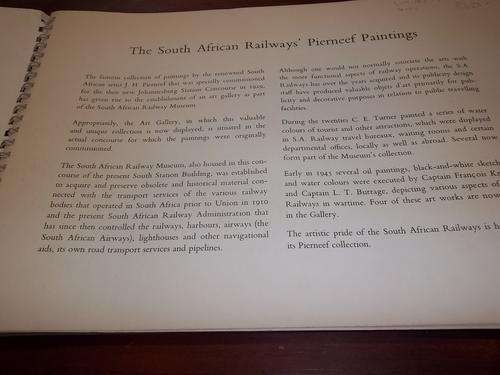 The South African Railways' Pierneef Paintings
The famous collection of paintings by the renowned South
African artist J. H. Pierneef that was specially commissioned
for the then new Johannesburg Station Concourse in 1929,
has given rise to the establishment of an art gallery as part
of the South African Railway Museum.
Appropriately, the Art Gallery, in which this valuable
and unique collection is now displayed, is situated in the
actual concourse for which the paintings were originally
commissioned.
The South African Railway Museum, also housed in this con-
course of the present South Station Building, was established
to acquire and preserve obsolete and historical material con-
nected with the transport services of the various railway
bodies that operated in South Africa prior to Union in 1910
and the present South African Railway Administration that
has since then controlled the railways, harbours, airways (the
South African Airways), lighthouses and other navigational
aids, its own road transport services and pipelines.
Although one would not normally associate the arts with
the more functional aspects of railway operations, the S.A.
Railways has over the years acquired and its publicity design
staff have produced valuable objets d'art primarily for pub-
licity and decorative purposes in relation to public travelling
facilities.
During the twenties C. E. Turner painted a series of water
colours of tourist and other attractions, which were displayed
in S.A. Railway travel bureaux, waiting rooms and certain
departmental offices, locally as well as abroad. Several now
form part of the Museum's collection.
Early in 1943 several oil paintings, black-and-white sketch
and water colours were executed by Captain François Kr
and Captain L. T. Burrage, depicting various aspects o
Railways in wartime. Four of these art works are now
in the Gallery.
The artistic pride of the South African Railways is h
its Pierneef collection.